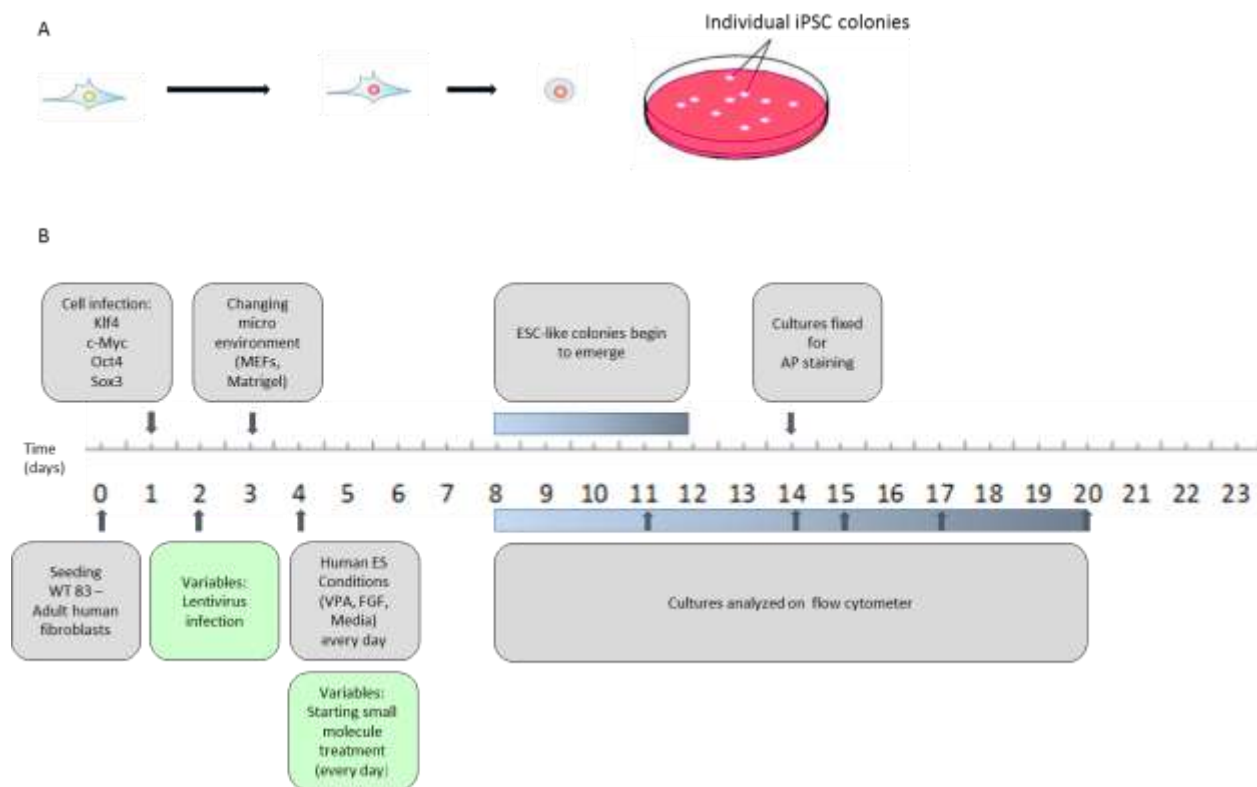 A
Individual iPSC colonies
B
Cell infection:
Klf4
c-Myc
Oct4
Sox3
Changing
micro
environment
(MEFs,
Matrigel)
ESC-like colonies begin
to emerge
Cultures fixed
for
AP staining
Time
(days)
0 1 2 3 4 5 6 7 8 9 10 11 12 13 14 15 16 17 18 19 20 21 22 23
Seeding
WT 83 –
Adult human
fibroblasts
Variables:
Lentivirus
infection
Human ES
Conditions
(VPA, FGF,
Media)
every day
Cultures analyzed on flow cytometer
Variables:
Starting small
molecule
treatment
(every day)